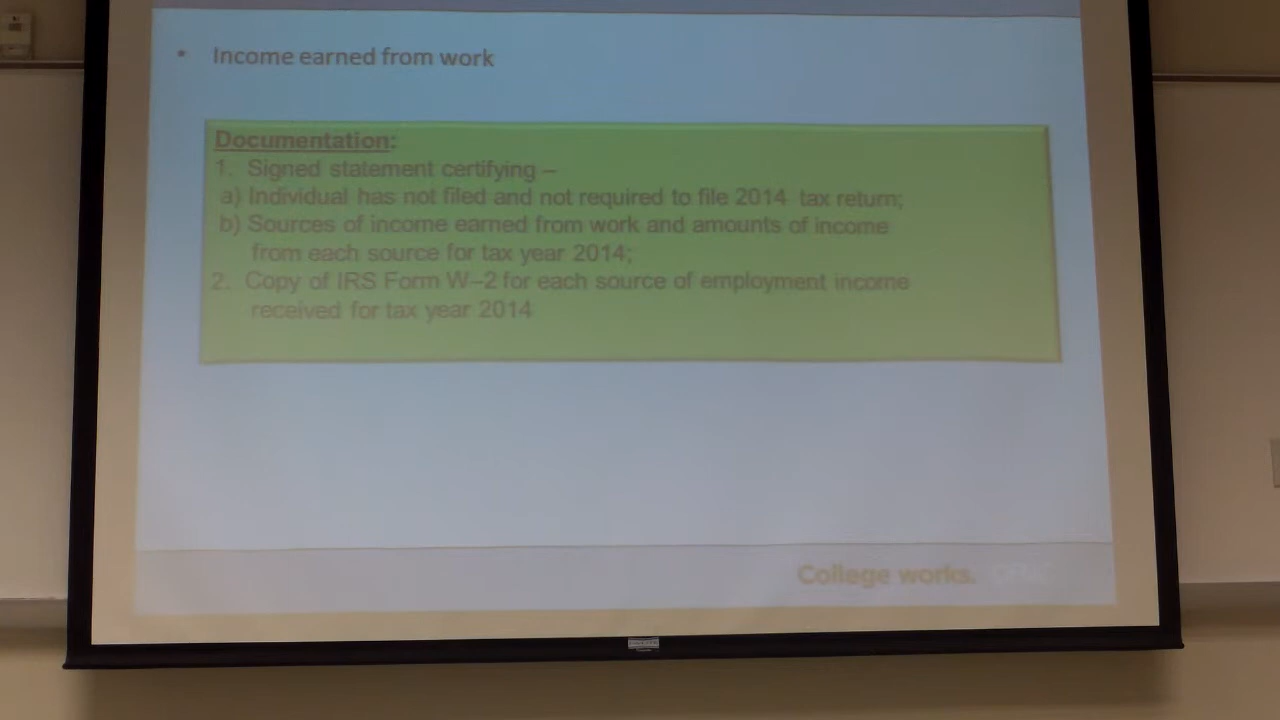 • Income earned from work
Documentation:
1. Signed statement certifying –
a) Individual has not filed and not required to file 2014 tax return;
b) Sources of income earned from work and amounts of income
from each source for tax year 2014;
2. Copy of IRS Form W–2 for each source of employment income
received for tax year 2014
College works.